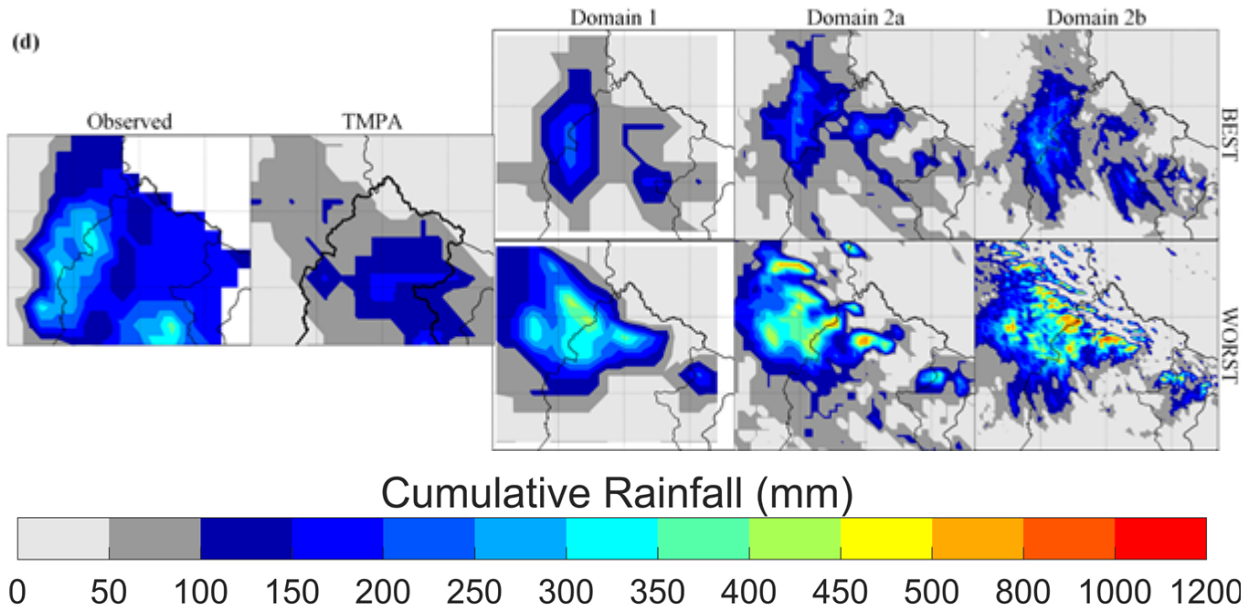 Domain 1 Domain 2a Domain 2b
(d)
Observed TMPA
BEST
WORST
Cumulative Rainfall (mm)
0 50 100 150 200 250 300 350 400 450 500 800 1000 1200